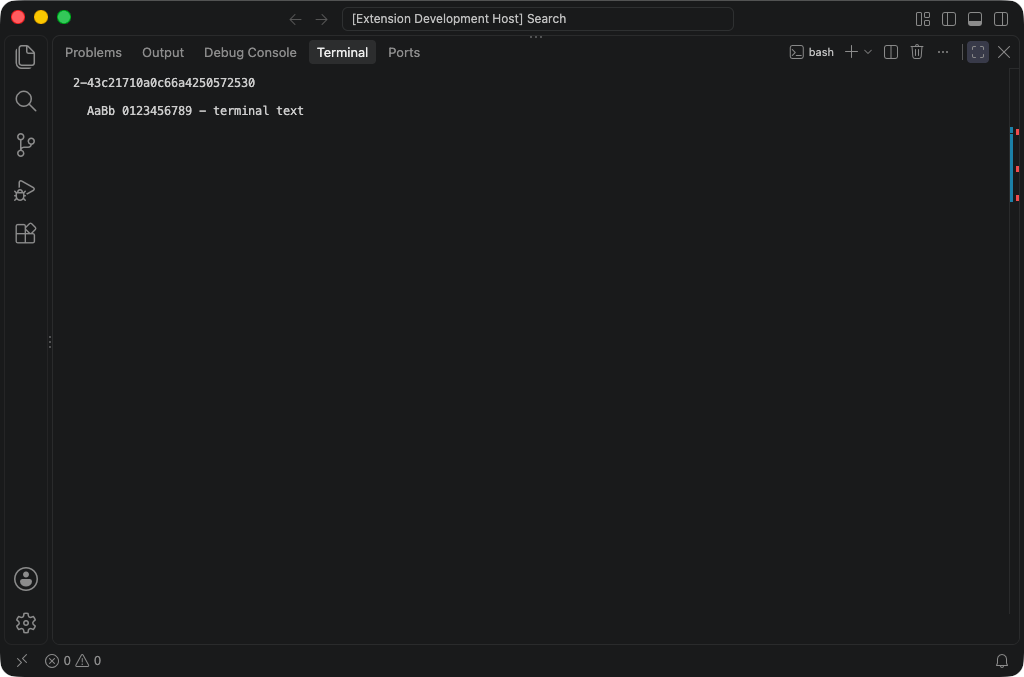 [Extension Development Host] Search
Problems Output Debug Console Terminal Ports bash
2-43c21710a0c66a4250572530
AaBb 0123456789 - terminal text
0 0